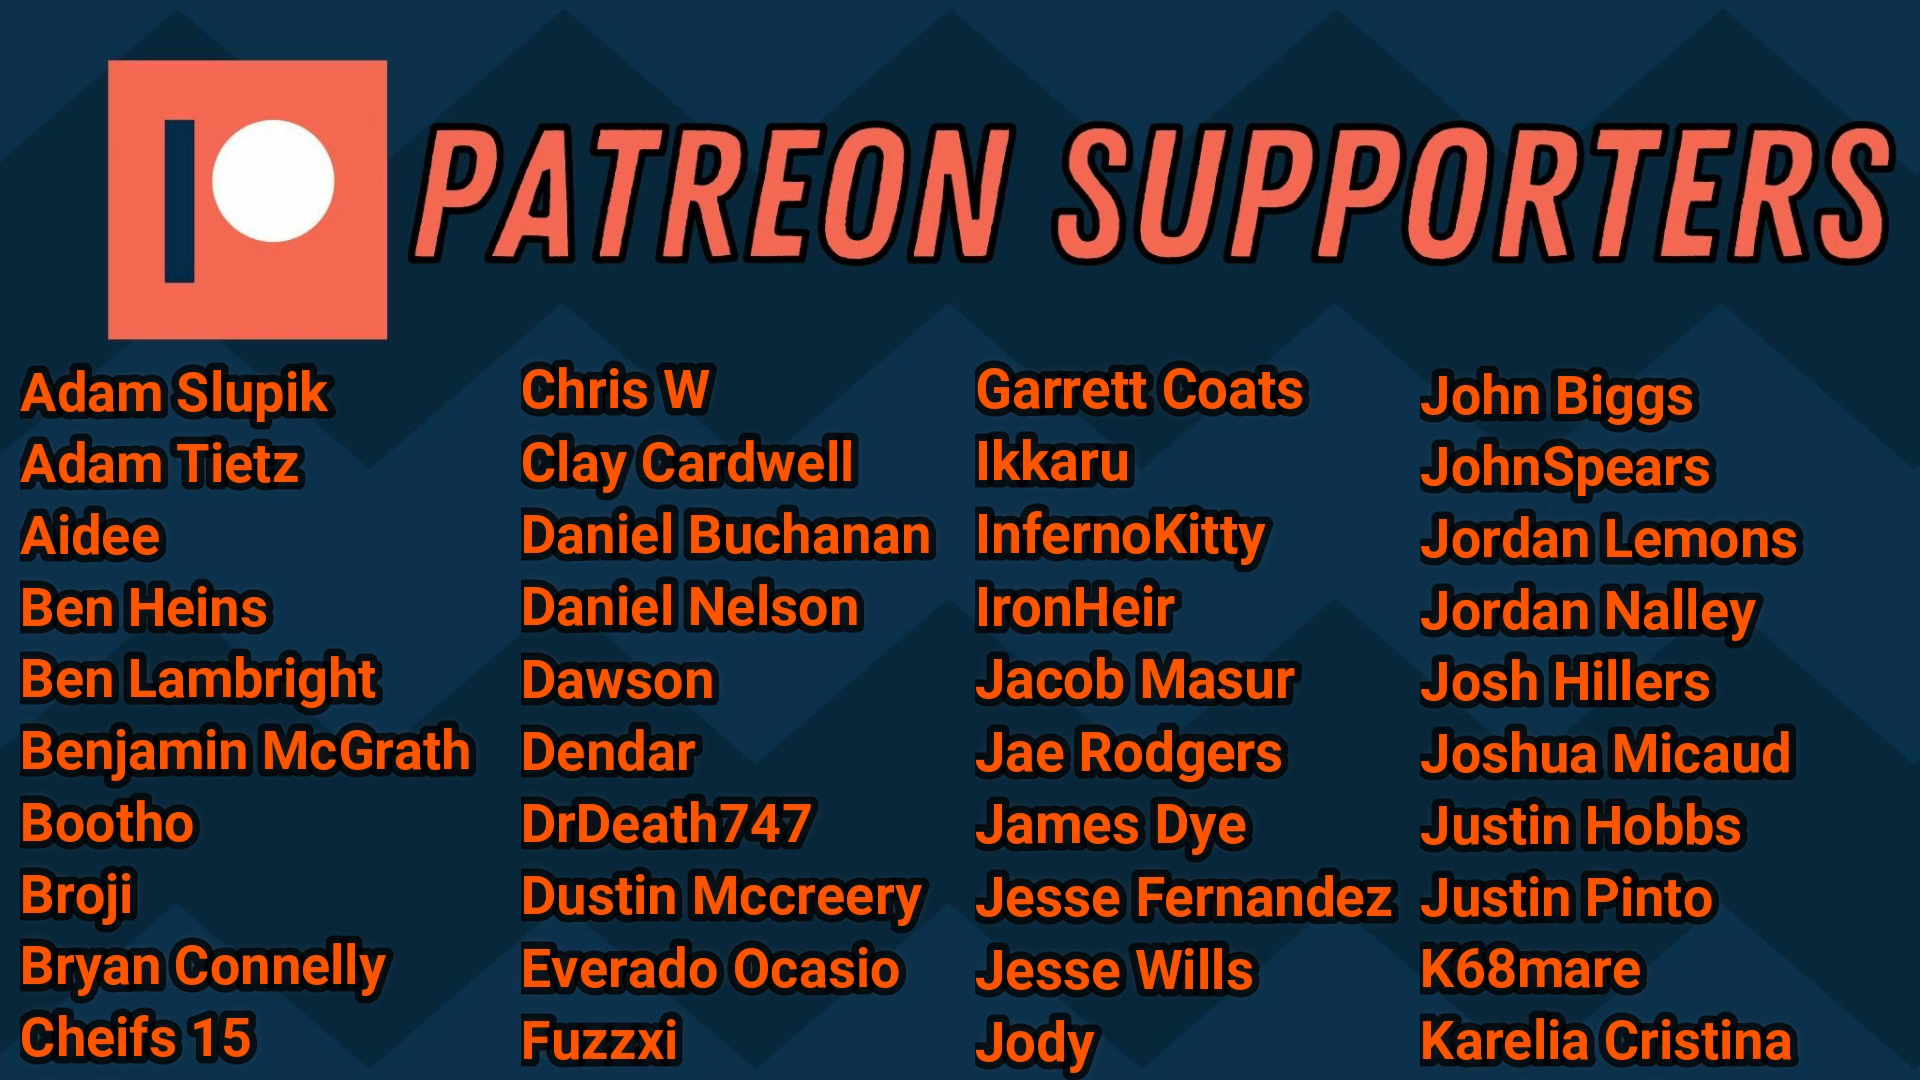 PATREON SUPPORTERS
Adam Slupik
Adam Tietz
Aidee
Ben Heins
Ben Lambright
Benjamin McGrath
Bootho
Broji
Bryan Connelly
Cheifs 15
Chris W
Clay Cardwell
Daniel Buchanan
Daniel Nelson
Dawson
Dendar
DrDeath747
Dustin Mccreery
Everado Ocasio
Fuzzxi
Garrett Coats
Ikkaru
InfernoKitty
IronHeir
Jacob Masur
Jae Rodgers
James Dye
Jesse Fernandez
Jesse Wills
Jody
John Biggs
JohnSpears
Jordan Lemons
Jordan Nalley
Josh Hillers
Joshua Micaud
Justin Hobbs
Justin Pinto
K68mare
Karelia Cristina